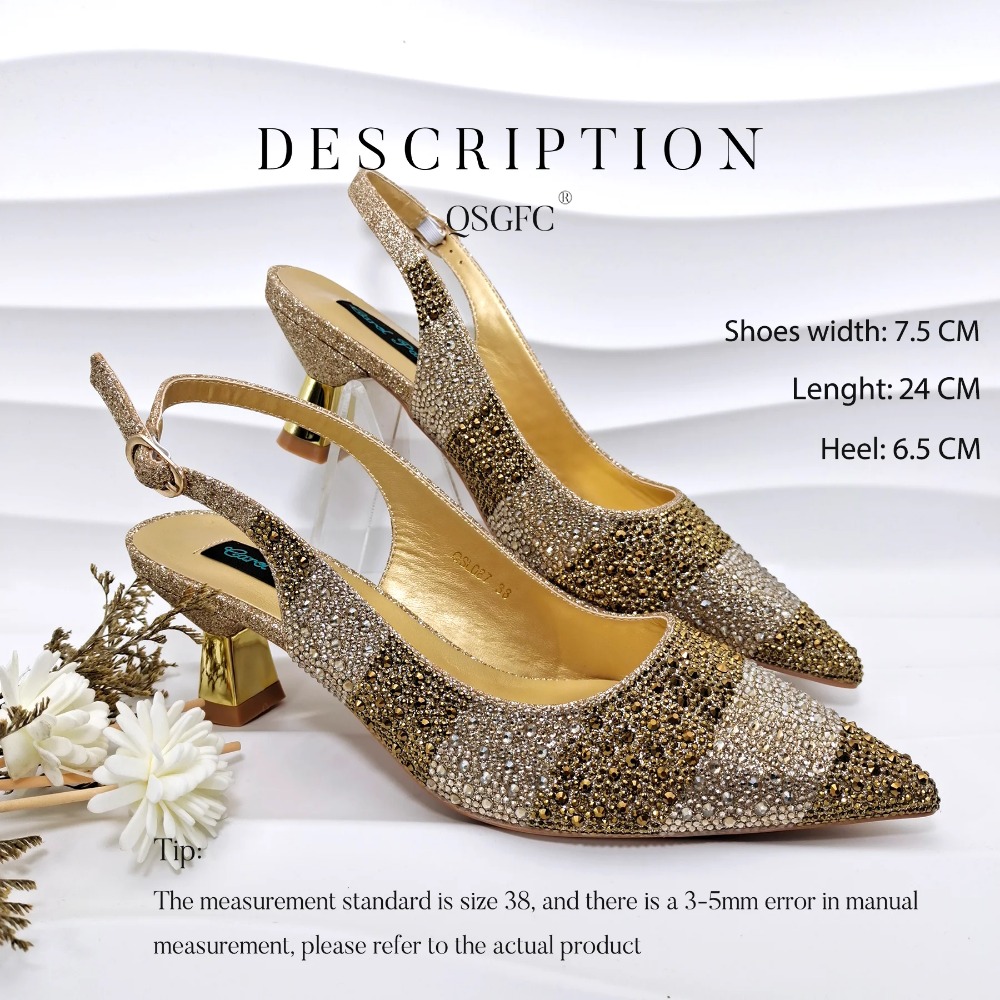 DESCRIPTION
QSGFC®
Shoes width: 7.5 CM
Lenght: 24 CM
Heel: 6.5 CM
38
Tip:
The measurement standard is size 38, and there is a 3-5mm error in manual
measurement, please refer to the actual product